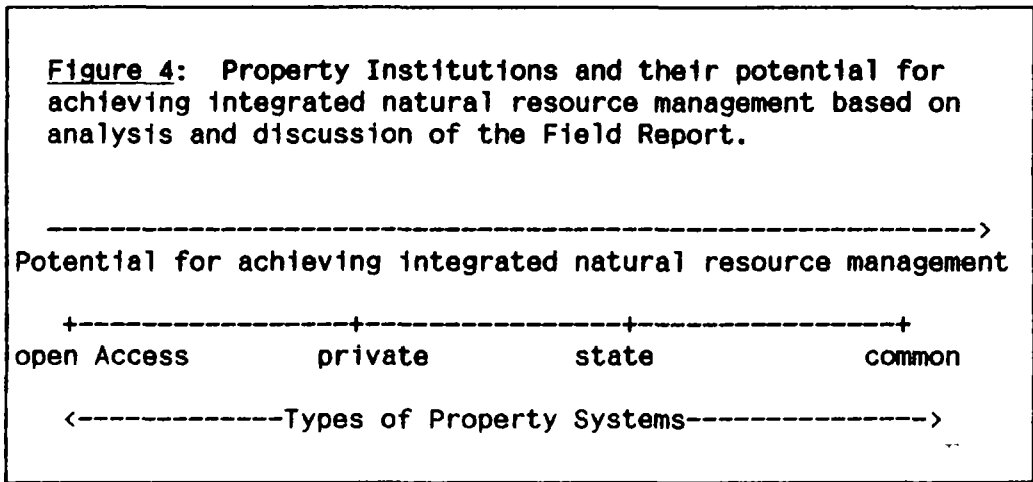 Figure 4: Property Institutions and their potential for
achieving integrated natural resource management based on
analysis and discussion of the Field Report.
---------------------------------------------------------->
Potential for achieving integrated natural resource management
+-----------------+----------------+----------------+
open Access private state common
<-------------Types of Property Systems--------------->